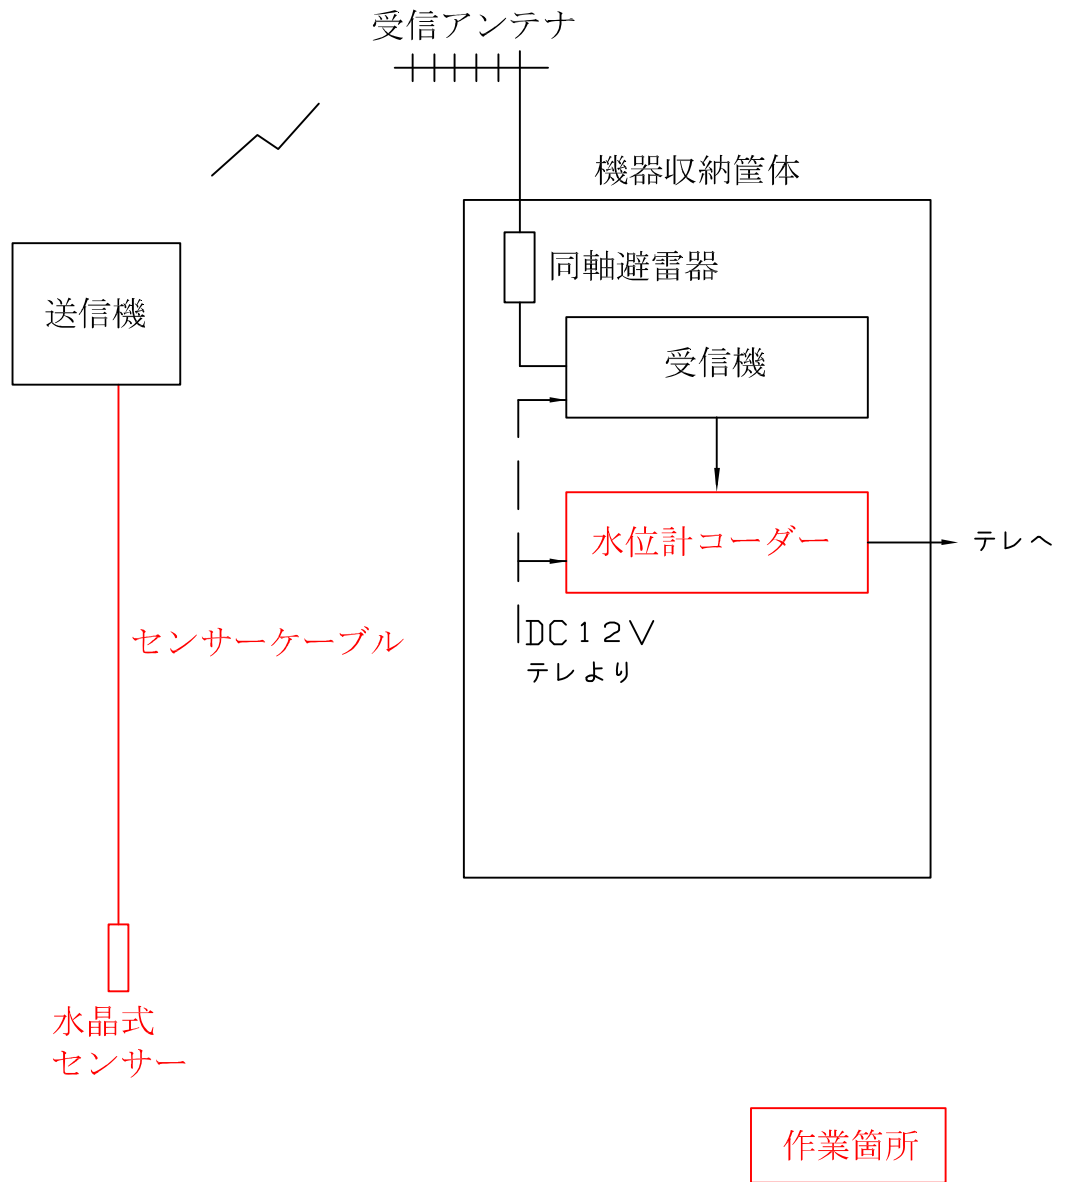 受信アンテナ
機器収納筐体
同軸避雷器
送信機
受信機
水位計コーダー
テレへ
センサーケーブル
DC12V
テレより
水晶式
センサー
作業箇所